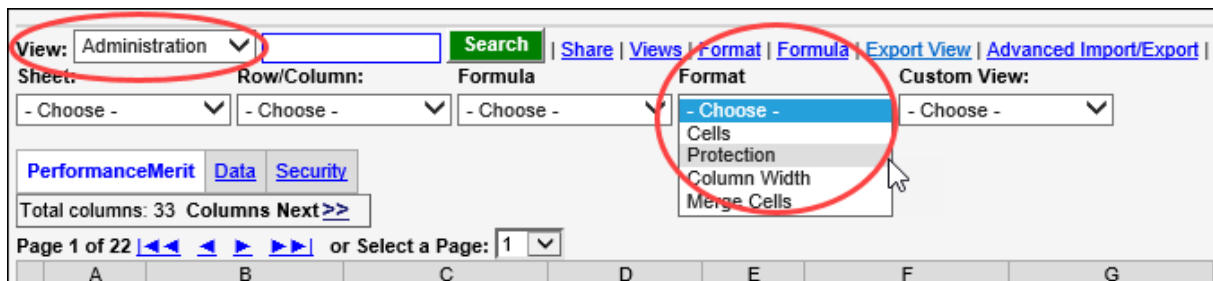 View: Administration Search | Share | Views | Format | Formula | Export View | Advanced Import/Export |
Sheet: Row/Column: Formula Format Custom View:
- Choose - - Choose - - Choose - - Choose - - Choose -
Cells
Protection
Column Width
Merge Cells
PerformanceMerit Data Security
Total columns: 33 Columns Next >>
Page 1 of 22 |◄◄ ◄ ► ►►| or Select a Page: 1
A B C D E F G